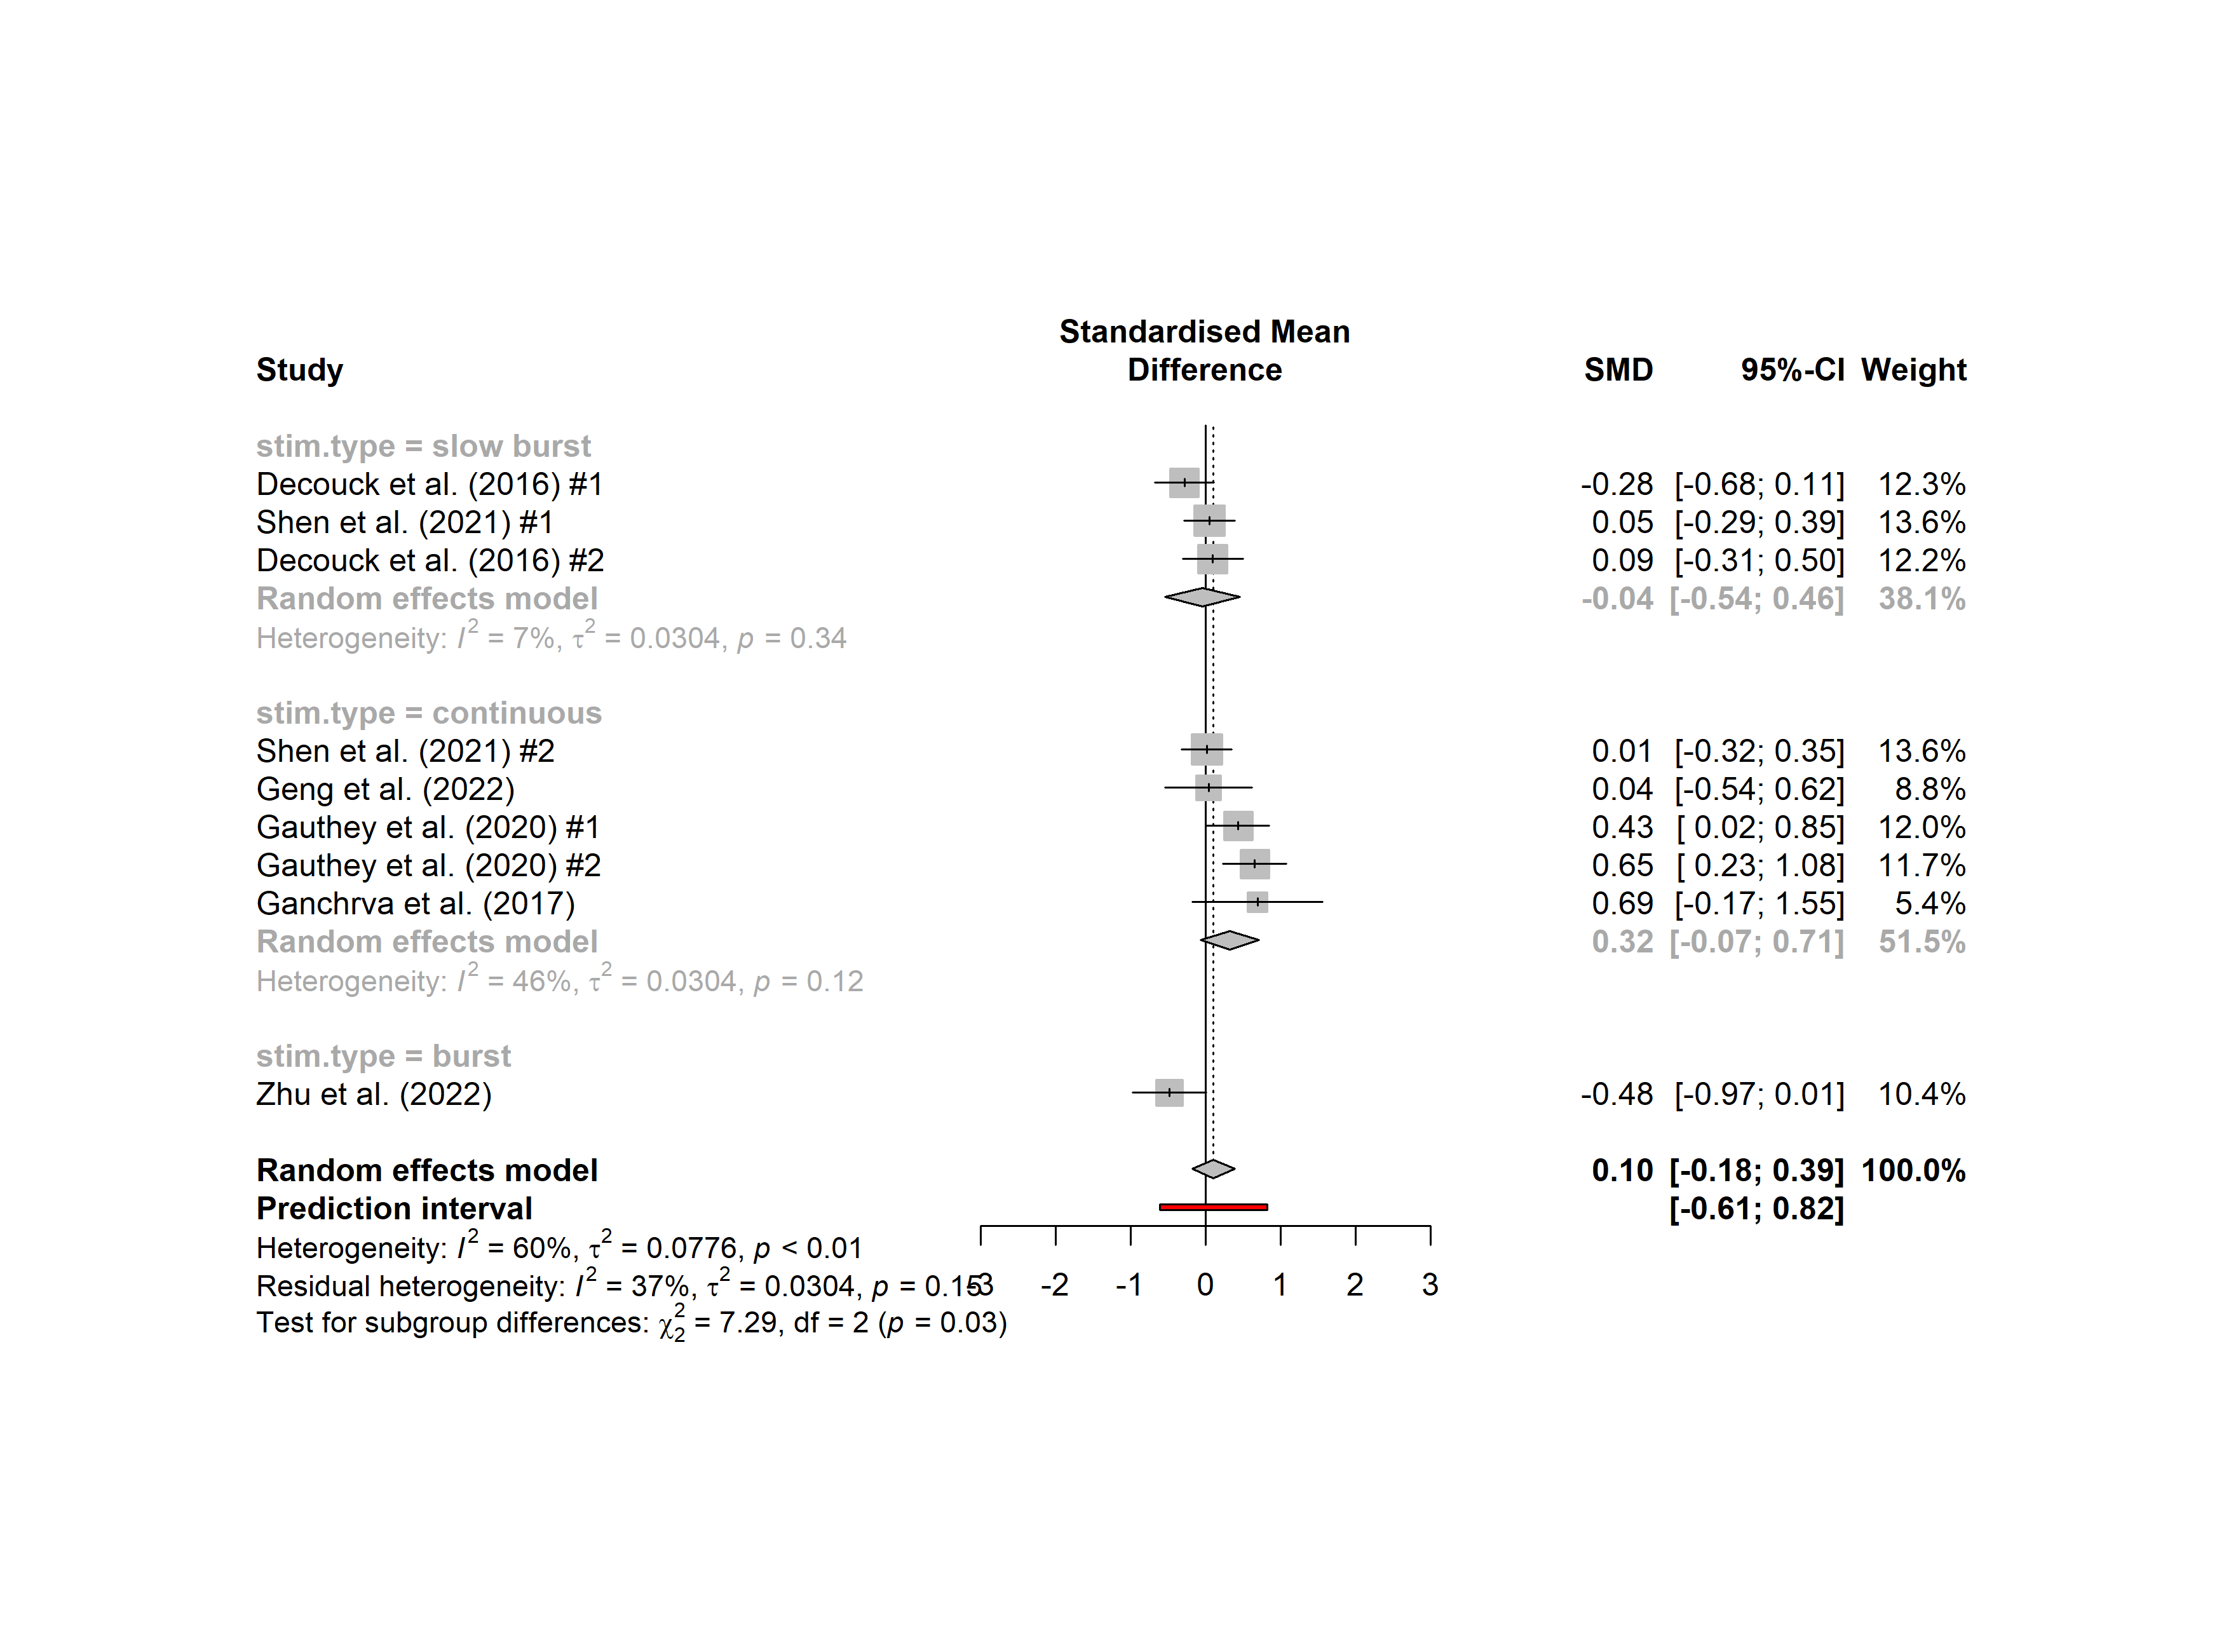 Standardised Mean
Study Difference SMD 95%-CI Weight
stim.type = slow burst
Decouck et al. (2016) #1 -0.28 [-0.68; 0.11] 12.3%
Shen et al. (2021) #1 0.05 [-0.29; 0.39] 13.6%
Decouck et al. (2016) #2 0.09 [-0.31; 0.50] 12.2%
Random effects model -0.04 [-0.54; 0.46] 38.1%
Heterogeneity: I² = 7%, τ² = 0.0304, p = 0.34
stim.type = continuous
Shen et al. (2021) #2 0.01 [-0.32; 0.35] 13.6%
Geng et al. (2022) 0.04 [-0.54; 0.62] 8.8%
Gauthey et al. (2020) #1 0.43 [ 0.02; 0.85] 12.0%
Gauthey et al. (2020) #2 0.65 [ 0.23; 1.08] 11.7%
Ganchrva et al. (2017) 0.69 [-0.17; 1.55] 5.4%
Random effects model 0.32 [-0.07; 0.71] 51.5%
Heterogeneity: I² = 46%, τ² = 0.0304, p = 0.12
stim.type = burst
Zhu et al. (2022) -0.48 [-0.97; 0.01] 10.4%
Random effects model 0.10 [-0.18; 0.39] 100.0%
Prediction interval [-0.61; 0.82]
Heterogeneity: I² = 60%, τ² = 0.0776, p < 0.01
Residual heterogeneity: I² = 37%, τ² = 0.0304, p = 0.15 -3 -2 -1 0 1 2 3
Test for subgroup differences: χ²₂ = 7.29, df = 2 (p = 0.03)